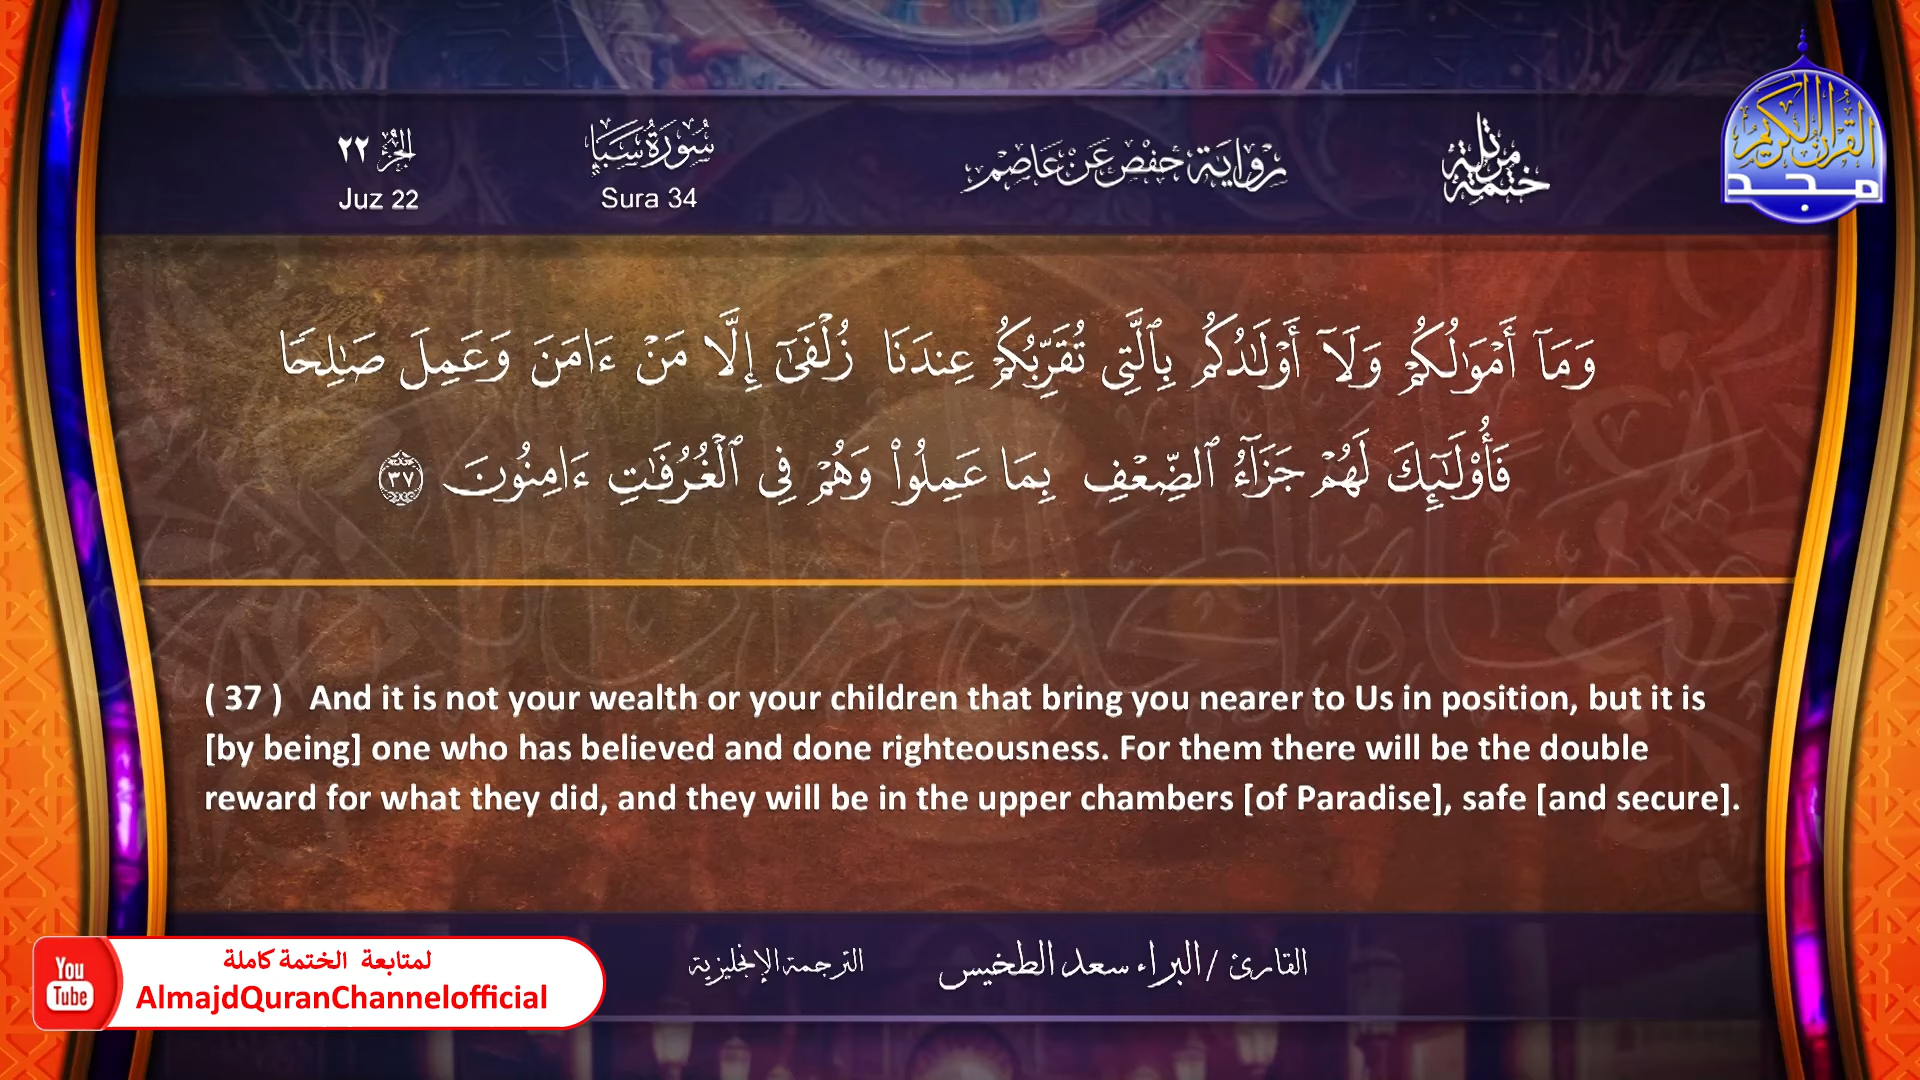 الجزء ٢٢
Juz 22
سُورَةُ سَبَإ
Sura 34
رواية حفص عن عاصم
ختمة مرتلة
القرآن الكريم
مجد
وَمَآ أَمْوَٰلُكُمْ وَلَآ أَوْلَٰدُكُم بِٱلَّتِى تُقَرِّبُكُمْ عِندَنَا زُلْفَىٰٓ إِلَّا مَنْ ءَامَنَ وَعَمِلَ صَٰلِحًا
فَأُو۟لَٰٓئِكَ لَهُمْ جَزَآءُ ٱلضِّعْفِ بِمَا عَمِلُوا۟ وَهُمْ فِى ٱلْغُرُفَٰتِ ءَامِنُونَ ٣٧
( 37 ) And it is not your wealth or your children that bring you nearer to Us in position, but it is
[by being] one who has believed and done righteousness. For them there will be the double
reward for what they did, and they will be in the upper chambers [of Paradise], safe [and secure].
القارئ / البراء سعد الطخيس
الترجمة الإنجليزية
لمتابعة الختمة كاملة
You
Tube
AlmajdQuranChannelofficial